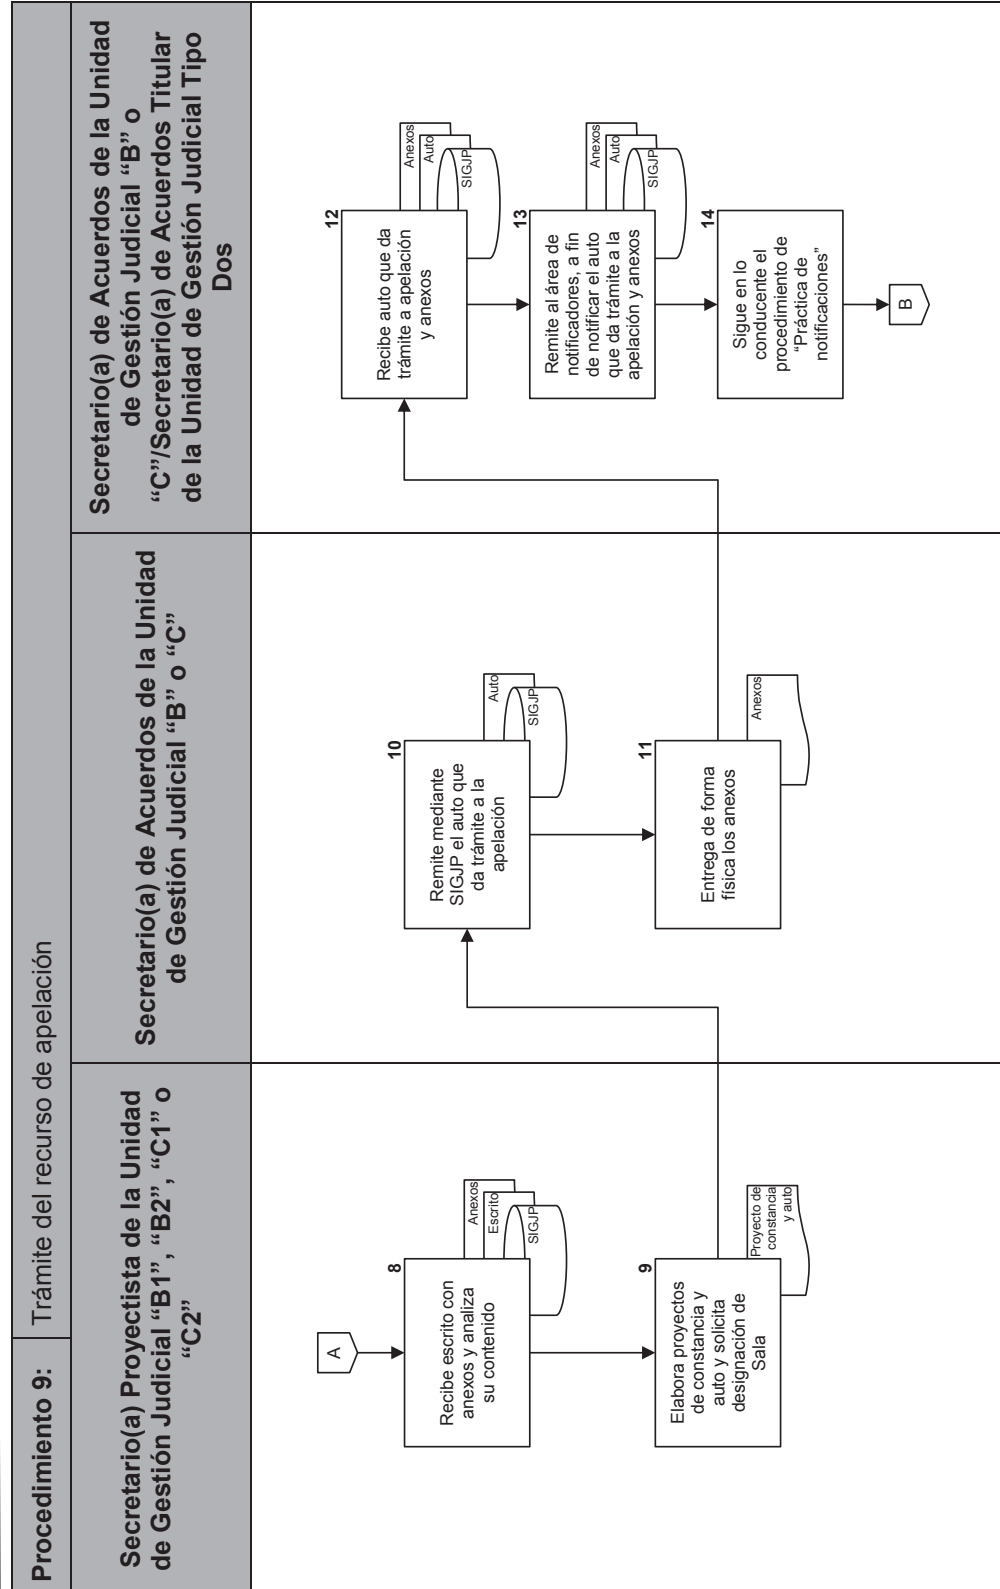 Procedimiento 9:
Trámite del recurso de apelación
Secretario(a) Proyectista de la Unidad
de Gestión Judicial “B1”, “B2”, “C1” o
“C2”
Secretario(a) de Acuerdos de la Unidad
de Gestión Judicial “B” o “C”
Secretario(a) de Acuerdos de la Unidad
de Gestión Judicial “B” o
“C”/Secretario(a) de Acuerdos Titular
de la Unidad de Gestión Judicial Tipo
Dos
A
8
Recibe escrito con
anexos y analiza
su contenido
Anexos
Escrito
SIGJP
9
Elabora proyectos
de constancia y
auto y solicita
designación de
Sala
Proyecto de
constancia
y auto
10
Remite mediante
SIGJP el auto que
da trámite a la
apelación
Auto
SIGJP
11
Entrega de forma
física los anexos
Anexos
12
Recibe auto que da
trámite a apelación
y anexos
Anexos
Auto
SIGJP
13
Remite al área de
notificadores, a fin
de notificar el auto
que da trámite a la
apelación y anexos
Anexos
Auto
SIGJP
14
Sigue en lo
conducente el
procedimiento de
“Práctica de
notificaciones”
B